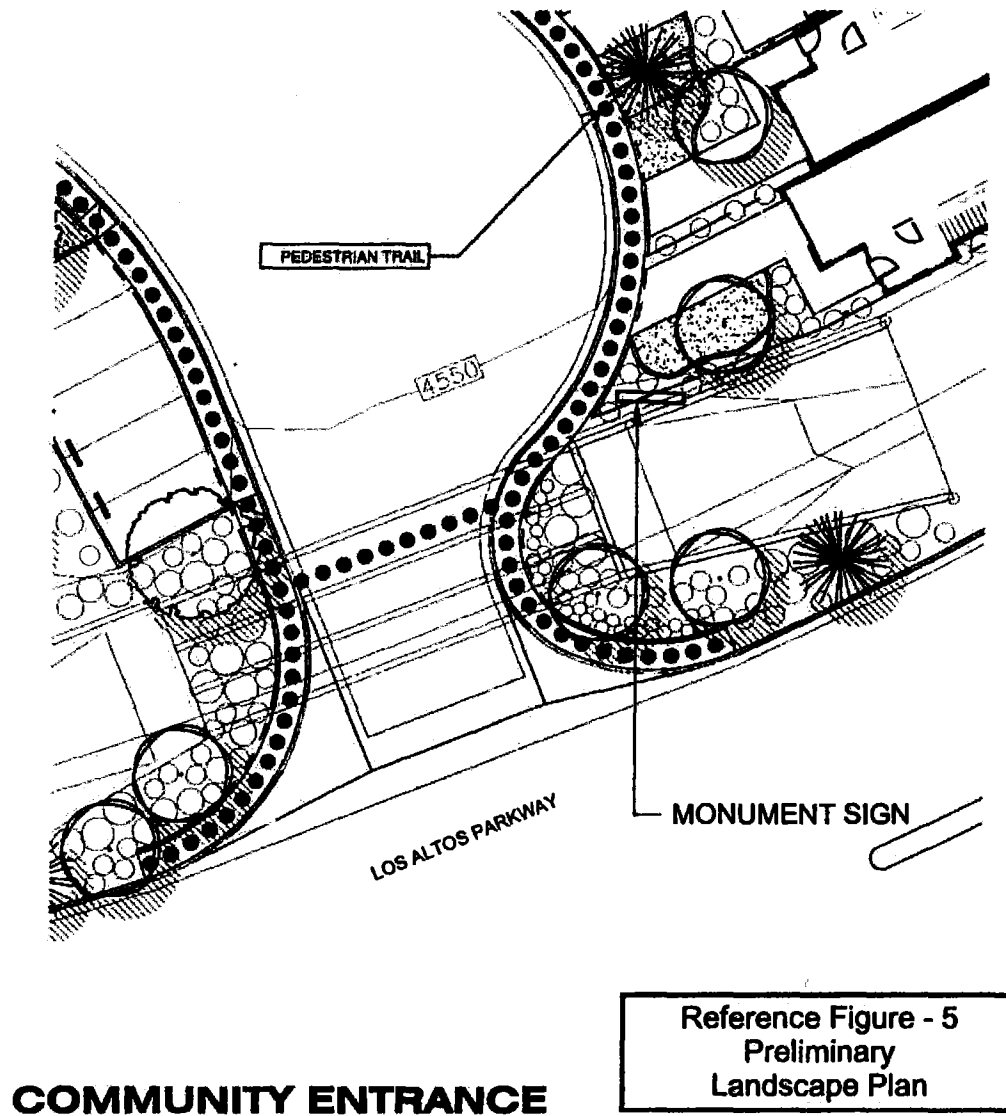 PEDESTRIAN TRAIL
4550
MONUMENT SIGN
LOS ALTOS PARKWAY
Reference Figure - 5
Preliminary
Landscape Plan
COMMUNITY ENTRANCE